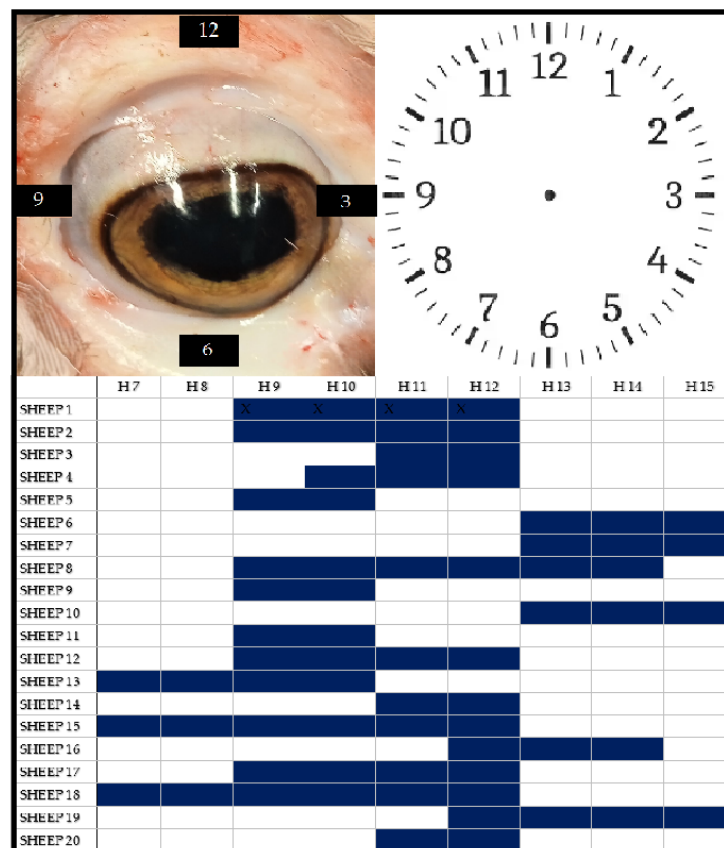 12
9
3
6
12
11
1
10
2
9
3
8
4
7
5
6
H 7 H 8 H 9 H 10 H 11 H 12 H 13 H 14 H 15
SHEEP 1 X X X X
SHEEP 2
SHEEP 3
SHEEP 4
SHEEP 5
SHEEP 6
SHEEP 7
SHEEP 8
SHEEP 9
SHEEP 10
SHEEP 11
SHEEP 12
SHEEP 13
SHEEP 14
SHEEP 15
SHEEP 16
SHEEP 17
SHEEP 18
SHEEP 19
SHEEP 20